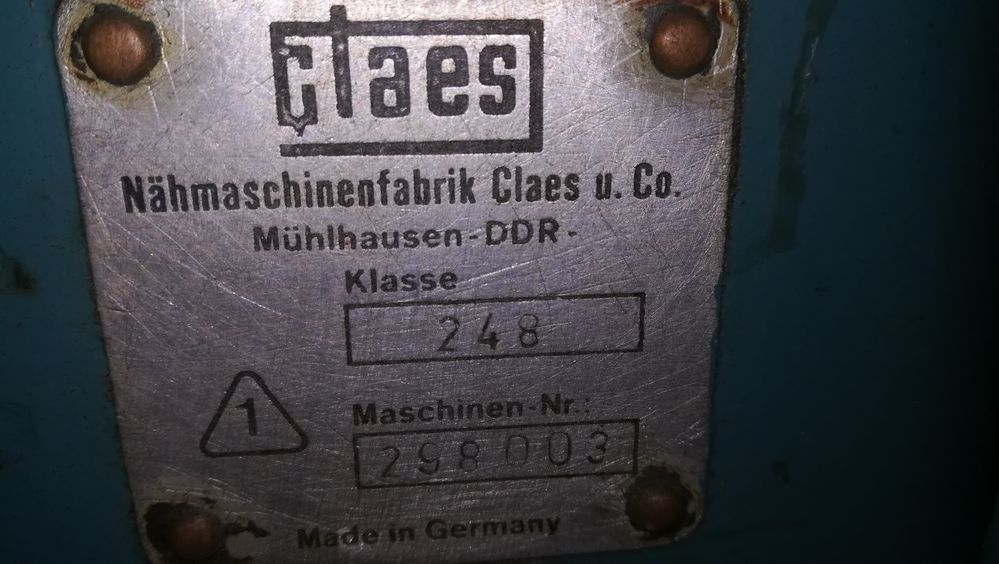 claes
Nähmaschinenfabrik Claes u. Co.
Mühlhausen-DDR-
Klasse
248
1
Maschinen-Nr.:
298003
Made in Germany